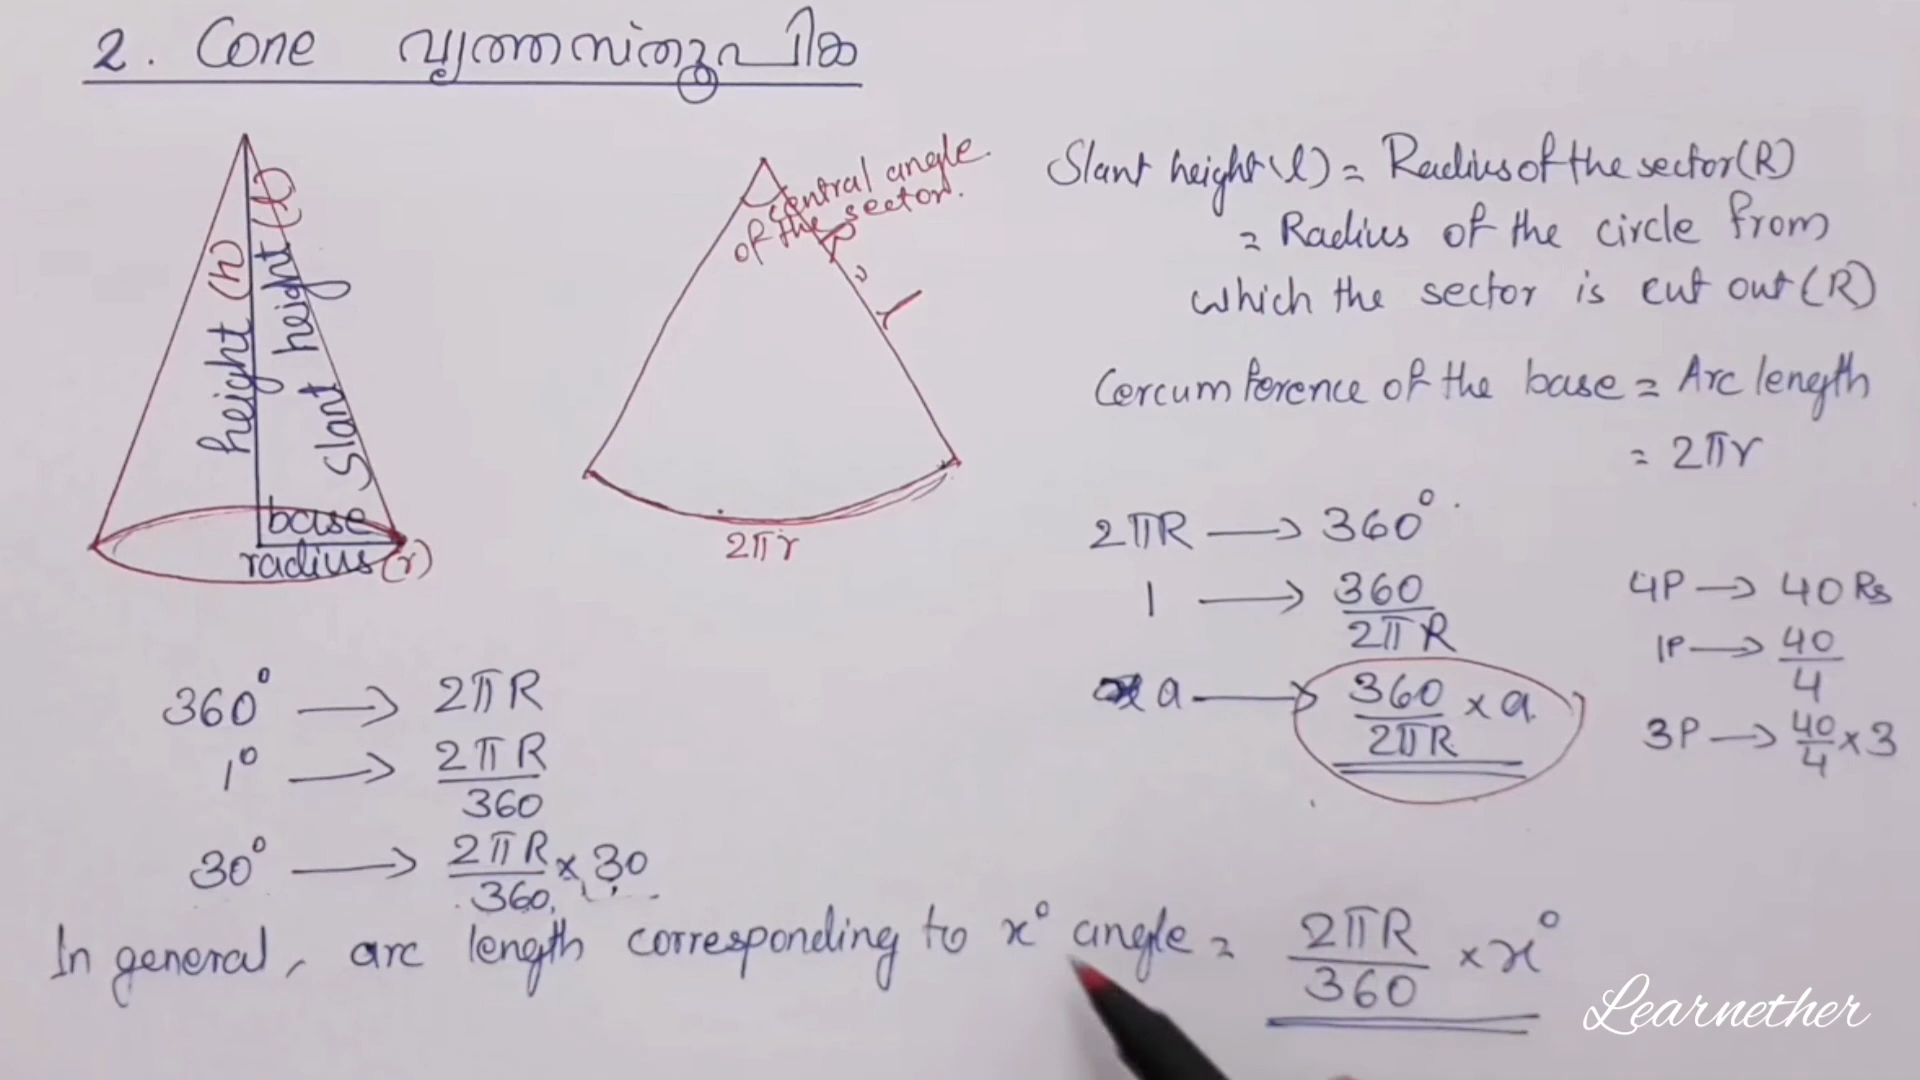 2. Cone വൃത്തസ്തൂപിക
height (h)
Slant height (l)
base
radius (r)
central angle
of the sector.
R = l
2πr
Slant height (l) = Radius of the sector (R)
= Radius of the circle from
which the sector is cut out (R)
Cercumference of the base = Arc length
= 2πr
2πR → 360°
1 → 360/2πR
a → 360/2πR × a
4P → 40 Rs
1P → 40/4
3P → 40/4 × 3
360° → 2πR
1° → 2πR/360
30° → 2πR/360 × 30
In general, arc length corresponding to x° angle = 2πR/360 × x°
Learnether